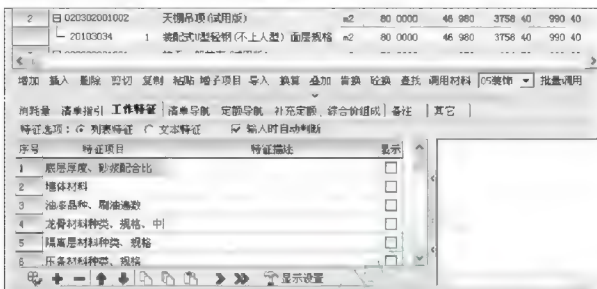 2 020302001002 天棚吊顶(试用版) m2 80.0000 46.980 3758.40 990.40
20103034 1 装配式U型轻钢(不上人型) 面层规格 m2 80.0000 46.980 3758.40 990.40
增加 插入 删除 剪切 复制 粘贴 增子项目 导入 换算 叠加 替换 砼换 查找 调用材料 05装饰 批量调用
消耗量 清单指引 工作特征 清单导航 定额导航 补充定额 综合价组成 备注 其它
特征选项: 列表特征 文本特征 输入时自动判断
序号 特征项目 特征描述 显示
1 底层厚度、砂浆配合比
2 墙体材料
3 油漆品种、刷油遍数
4 龙骨材料种类、规格、中
5 隔离层材料种类、规格
6 压条材料种类、规格
显示设置